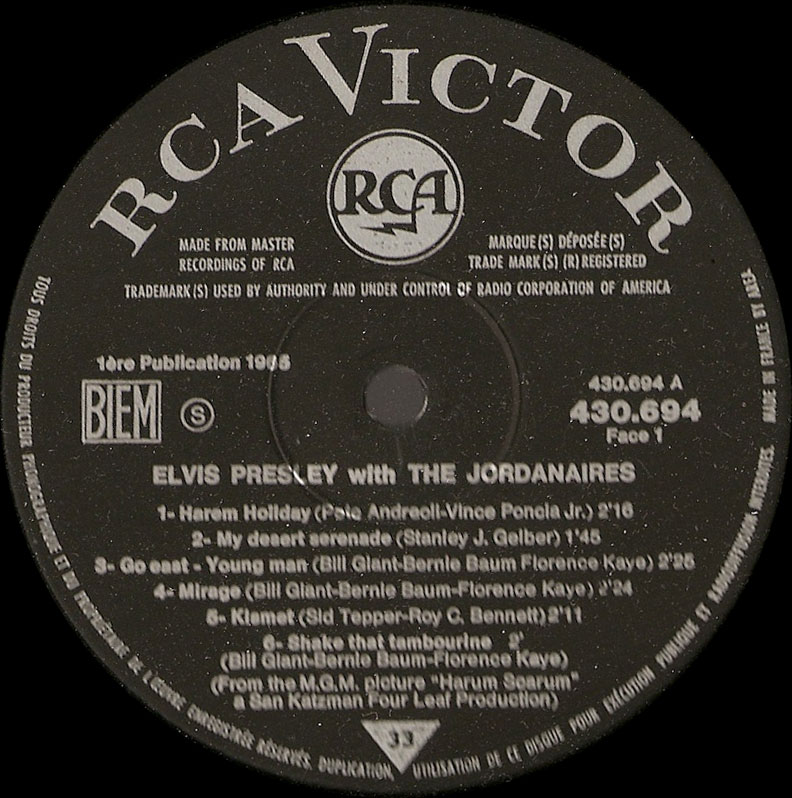 RCA VICTOR
RCA
MADE FROM MASTER
RECORDINGS OF RCA
MARQUE(S) DÉPOSÉE(S)
TRADE MARK(S) (R) REGISTERED
TRADEMARK(S) USED BY AUTHORITY AND UNDER CONTROL OF RADIO CORPORATION OF AMERICA
1ère Publication 1965
BIEM
S
430.694 A
430.694
Face 1
ELVIS PRESLEY with THE JORDANAIRES
1- Harem Holiday (Pete Andreoli-Vince Poncia Jr.) 2'16
2- My desert serenade (Stanley J. Gelber) 1'45
3- Go east - Young man (Bill Giant-Bernie Baum Florence Kaye) 2'25
4- Mirage (Bill Giant-Bernie Baum-Florence Kaye) 2'24
5- Kismet (Sid Tepper-Roy C. Bennett) 2'11
6- Shake that tambourine 2'
(Bill Giant-Bernie Baum-Florence Kaye)
(From the M.G.M. picture "Harum Scarum"
a San Katzman Four Leaf Production)
33
TOUS DROITS DU PRODUCTEUR PHONOGRAPHIQUE ET DU PROPRIÉTAIRE DE L'ŒUVRE ENREGISTRÉE RÉSERVÉS. DUPLICATION, UTILISATION DE CE DISQUE POUR EXÉCUTION PUBLIQUE ET RADIODIFFUSION INTERDITES. MADE IN FRANCE BY AREA